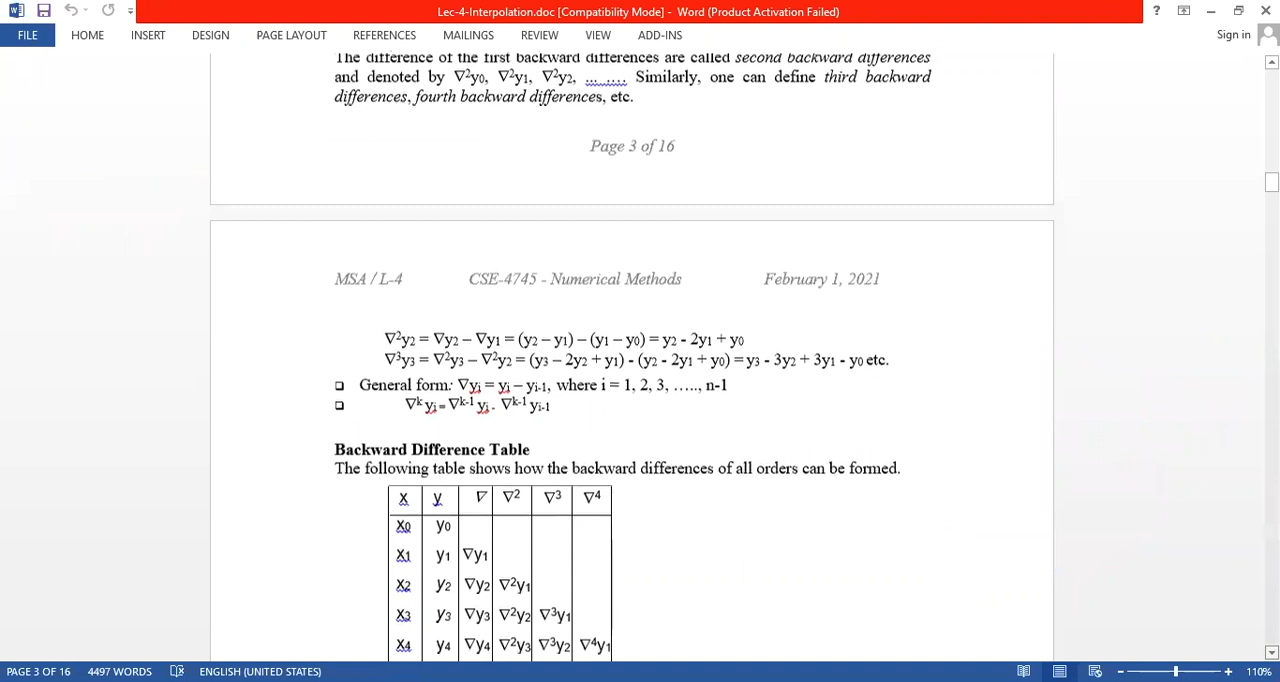 Lec-4-Interpolation.doc [Compatibility Mode] - Word (Product Activation Failed)
FILE HOME INSERT DESIGN PAGE LAYOUT REFERENCES MAILINGS REVIEW VIEW ADD-INS Sign in
The difference of the first backward differences are called second backward differences
and denoted by ∇²y₀, ∇²y₁, ∇²y₂, ... .... Similarly, one can define third backward
differences, fourth backward differences, etc.
Page 3 of 16
MSA / L-4 CSE-4745 - Numerical Methods February 1, 2021
∇²y₂ = ∇y₂ – ∇y₁ = (y₂ – y₁) – (y₁ – y₀) = y₂ - 2y₁ + y₀
∇³y₃ = ∇²y₃ – ∇²y₂ = (y₃ – 2y₂ + y₁) - (y₂ - 2y₁ + y₀) = y₃ - 3y₂ + 3y₁ - y₀ etc.
❑ General form: ∇yᵢ = yᵢ – yᵢ₋₁, where i = 1, 2, 3, ….., n-1
❑ ∇ᵏ yᵢ = ∇ᵏ⁻¹ yᵢ - ∇ᵏ⁻¹ yᵢ₋₁
Backward Difference Table
The following table shows how the backward differences of all orders can be formed.
x y ∇ ∇² ∇³ ∇⁴
x₀ y₀
x₁ y₁ ∇y₁
x₂ y₂ ∇y₂ ∇²y₁
x₃ y₃ ∇y₃ ∇²y₂ ∇³y₁
x₄ y₄ ∇y₄ ∇²y₃ ∇³y₂ ∇⁴y₁
PAGE 3 OF 16 4497 WORDS ENGLISH (UNITED STATES) 110%